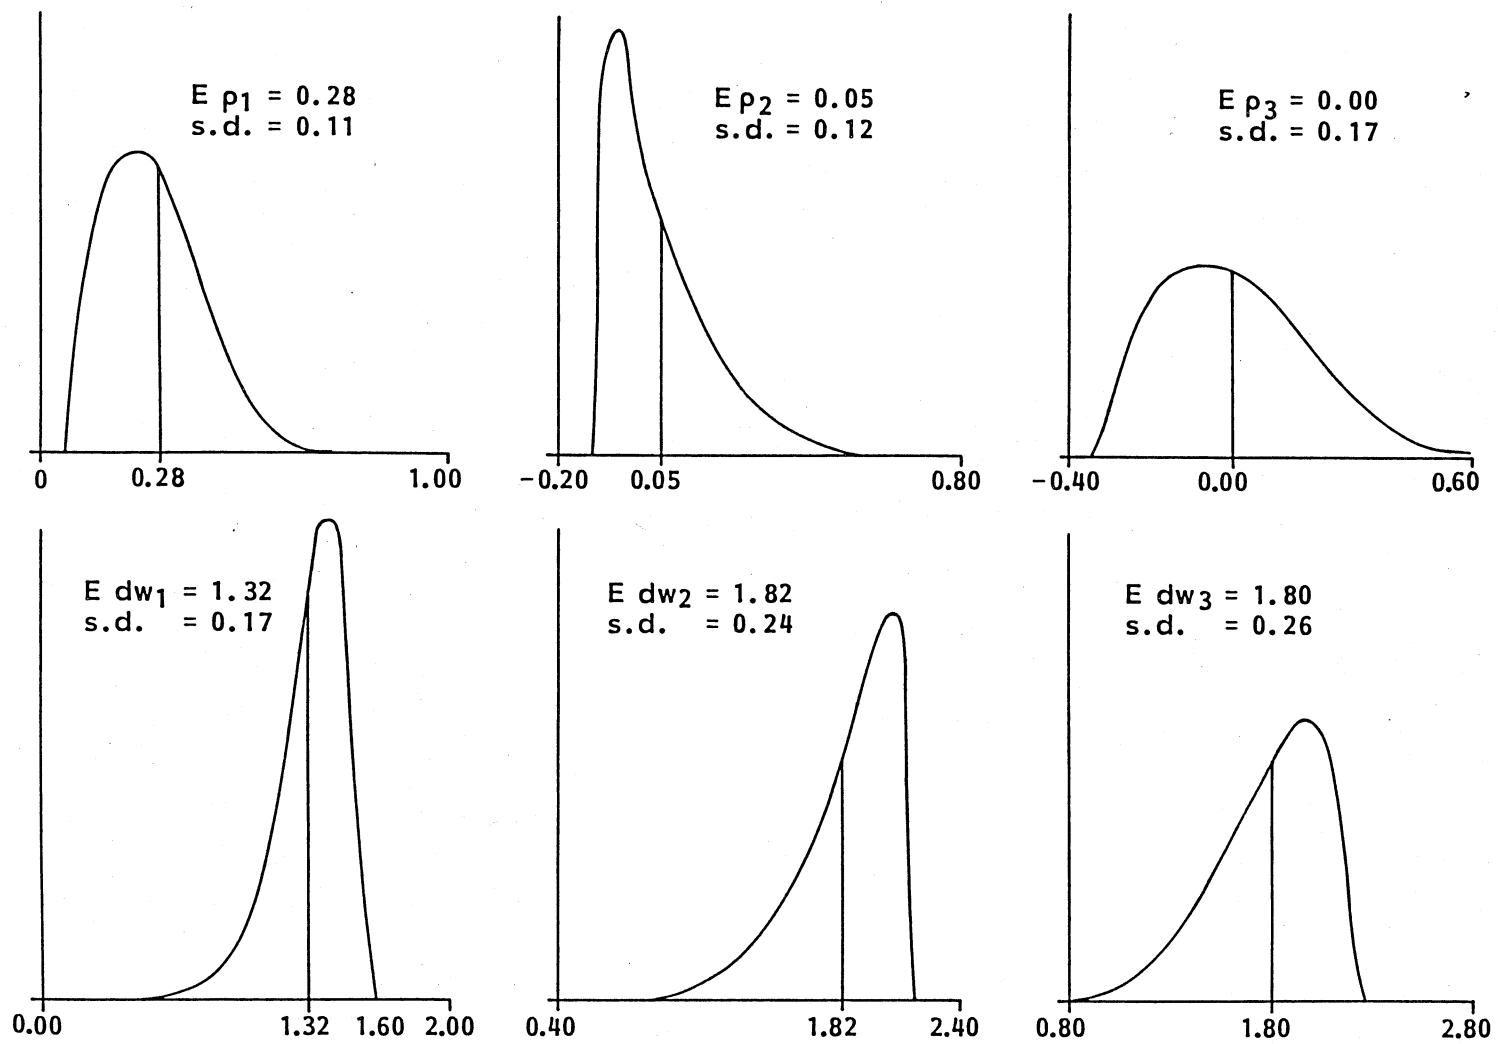 E ρ1 = 0.28
s.d. = 0.11
E ρ2 = 0.05
s.d. = 0.12
E ρ3 = 0.00
s.d. = 0.17
0 0.28 1.00
-0.20 0.05 0.80
-0.40 0.00 0.60
E dw1 = 1.32
s.d. = 0.17
E dw2 = 1.82
s.d. = 0.24
E dw3 = 1.80
s.d. = 0.26
0.00 1.32 1.60 2.00
0.40 1.82 2.40
0.80 1.80 2.80